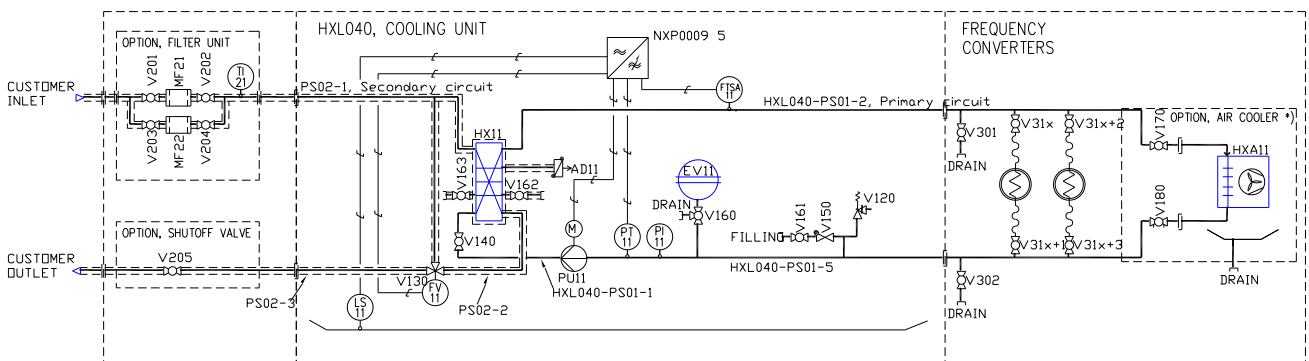 HXL040, COOLING UNIT
FREQUENCY
CONVERTERS
NXP0009 5
OPTION, FILTER UNIT
V201
MF21
V202
TI
21
CUSTOMER
INLET
PS02-1, Secondary circuit
FTSA
11
HXL040-PS01-2, Primary circuit
V203
MF22
V204
HX11
V163
AD11
V162
EV11
DRAIN
V160
V161
V150
V120
FILLING
V301
DRAIN
V31x
V31x+2
V170
OPTION, AIR COOLER *)
HXA11
V180
V31x+1
V31x+3
OPTION, SHUTOFF VALVE
V205
CUSTOMER
OUTLET
V140
M
PT
11
PI
11
PU11
V130
FV
11
HXL040-PS01-5
HXL040-PS01-1
PS02-2
PS02-3
LS
11
V302
DRAIN
DRAIN